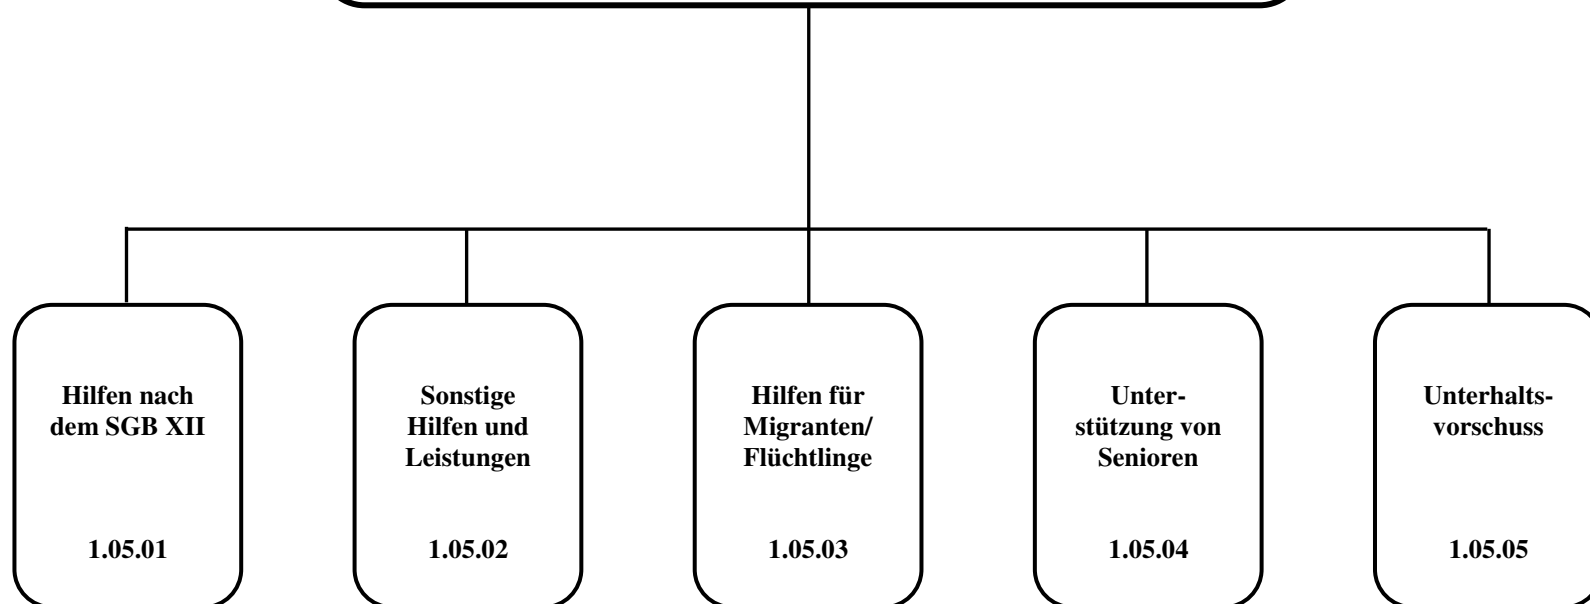 Hilfen nach
dem SGB XII
1.05.01
Sonstige
Hilfen und
Leistungen
1.05.02
Hilfen für
Migranten/
Flüchtlinge
1.05.03
Unter-
stützung von
Senioren
1.05.04
Unterhalts-
vorschuss
1.05.05